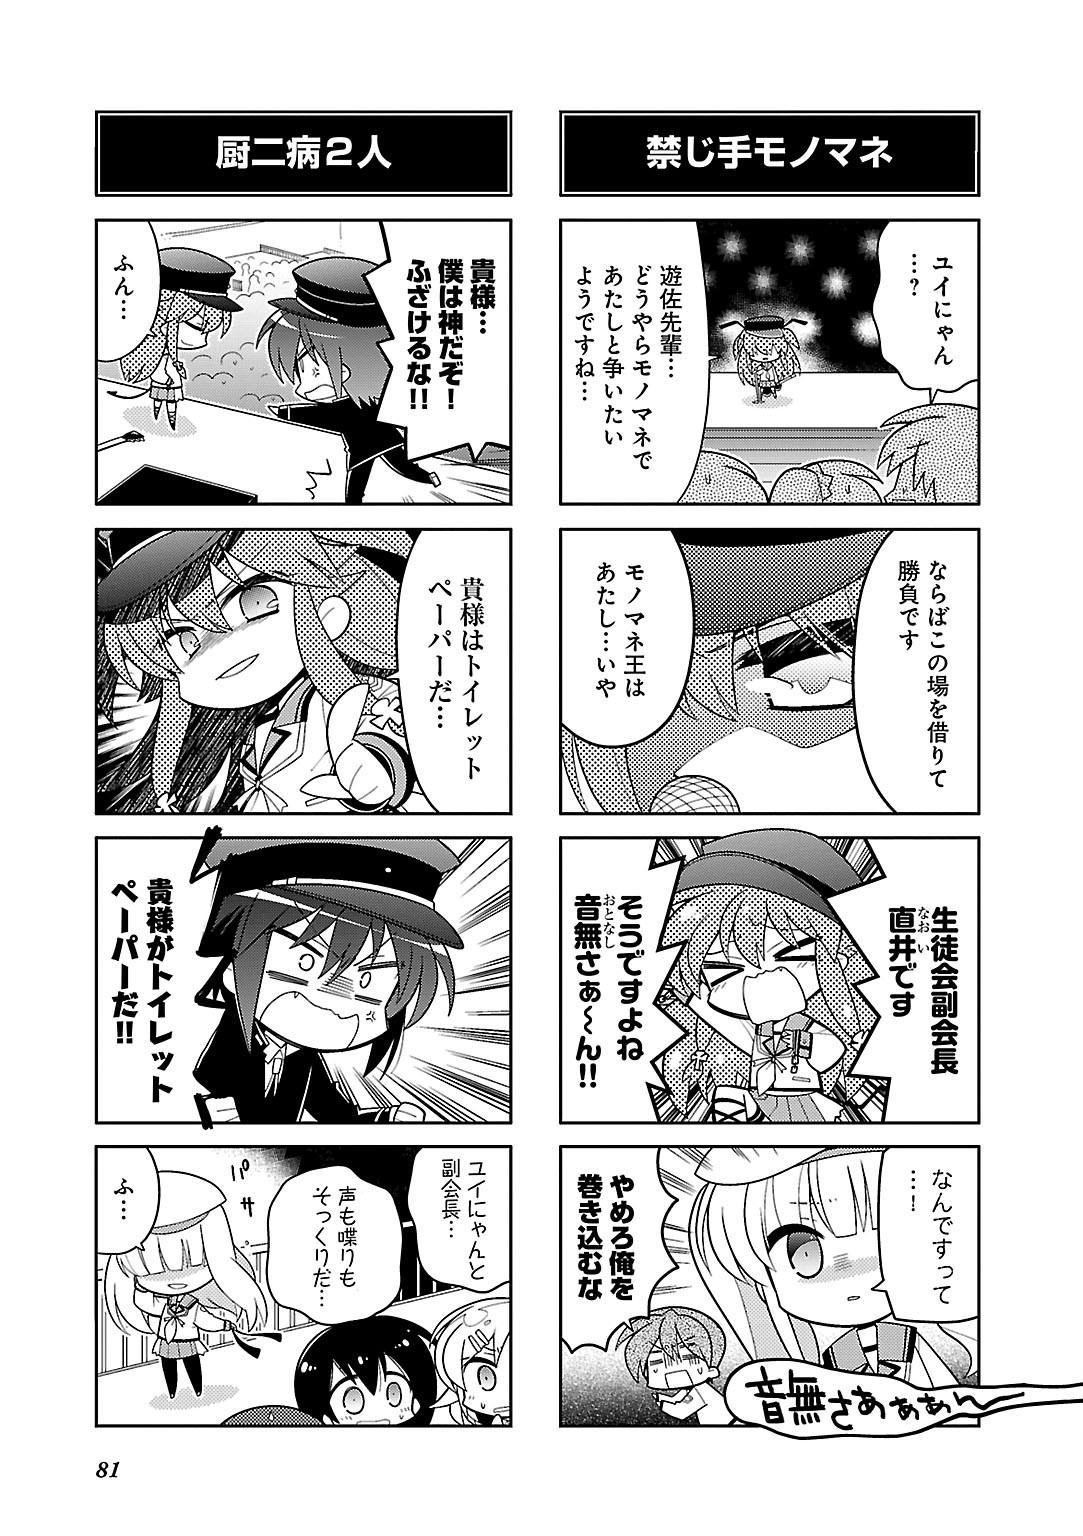 禁じ手モノマネ
ユイにゃん
…?
遊佐先輩…
どうやらモノマネで
あたしと争いたい
ようですね…
ならばこの場を借りて
勝負です
モノマネ王は
あたし…いや
生徒会副会長
直井です
なおい
そうですよね
音無さぁ〜ん!!
おとなし
なんですって
…!
やめろ俺を
巻き込むな
音無さあぁぁん
厨二病2人
貴様…
僕は神だぞ!
ふざけるな!!
ふん…
貴様はトイレット
ペーパーだ…
貴様がトイレット
ペーパーだ!!
ユイにゃんと
副会長…
声も喋りも
そっくりだ…
パサ
ふ…
81